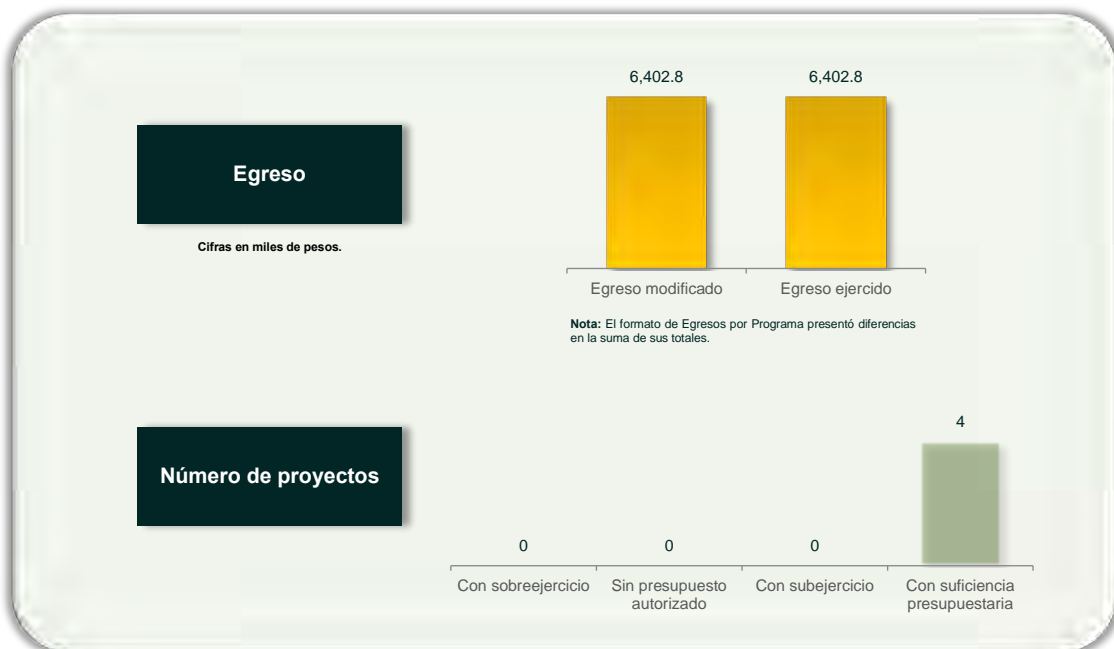 6,402.8 6,402.8
Egreso
Cifras en miles de pesos.
Egreso modificado Egreso ejercido
Nota: El formato de Egresos por Programa presentó diferencias
en la suma de sus totales.
4
Número de proyectos
0 0 0
Con sobreejercicio Sin presupuesto Con subejercicio Con suficiencia
autorizado presupuestaria